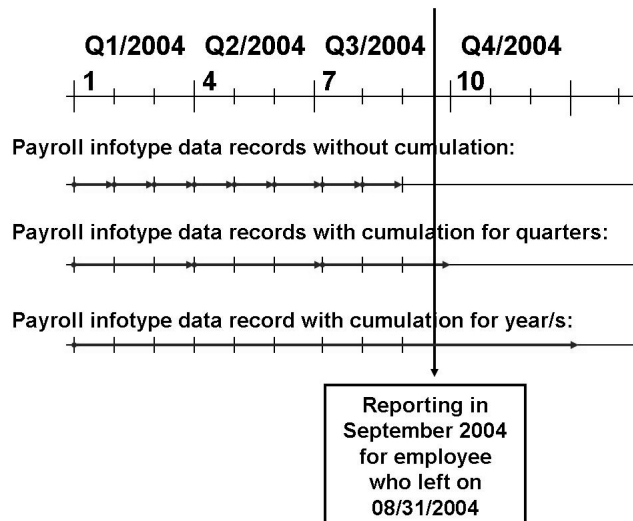 Q1/2004 Q2/2004 Q3/2004 Q4/2004
1 4 7 10
Payroll infotype data records without cumulation:
Payroll infotype data records with cumulation for quarters:
Payroll infotype data record with cumulation for year/s:
Reporting in
September 2004
for employee
who left on
08/31/2004